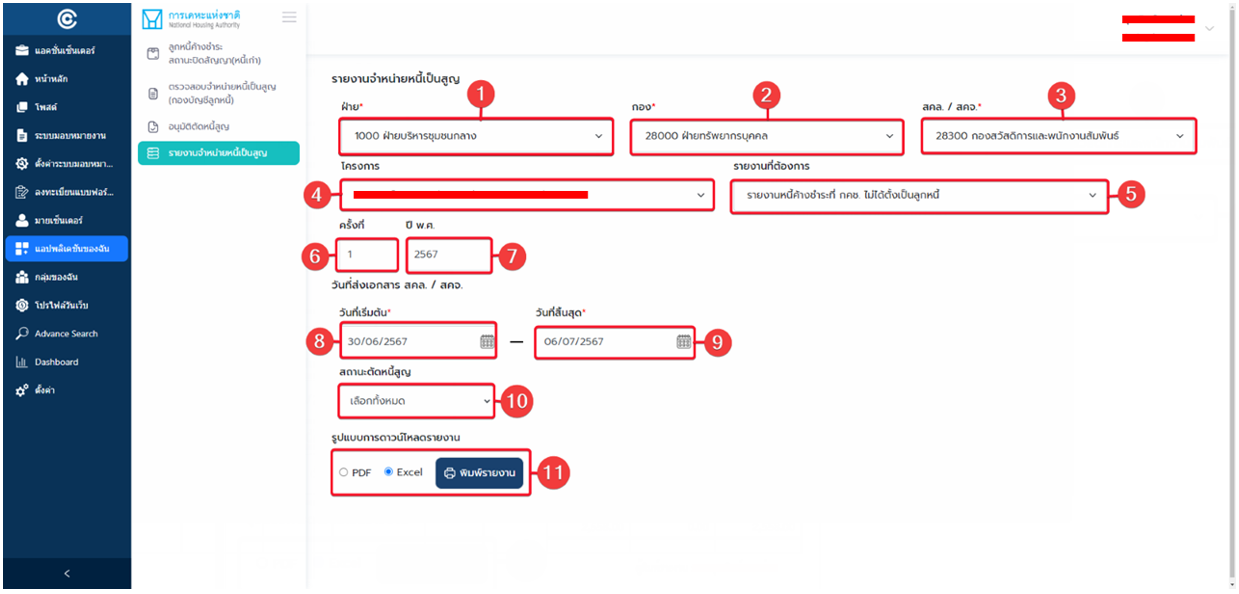 แอคชั่นเซ็นเตอร์
หน้าหลัก
โพสต์
ระบบมอบหมายงาน
ตั้งค่าระบบมอบหมา...
ลงทะเบียนแบบฟอร์...
มายเซ็นเตอร์
แอปพลิเคชันของฉัน
กลุ่มของฉัน
โปรไฟล์วันเว็บ
Advance Search
Dashboard
ตั้งค่า
การเคหะแห่งชาติ
National Housing Authority
ลูกหนี้ค้างชำระ
สถานะปิดสัญญา(หนี้เก่า)
ตรวจสอบจำหน่ายหนี้เป็นสูญ
(กองบัญชีลูกหนี้)
อนุมัติตัดหนี้สูญ
รายงานจำหน่ายหนี้เป็นสูญ
รายงานจำหน่ายหนี้เป็นสูญ
ฝ่าย* 1 กอง* 2 สคล. / สคจ.* 3
1000 ฝ่ายบริหารชุมชนกลาง 28000 ฝ่ายทรัพยากรบุคคล 28300 กองสวัสดิการและพนักงานสัมพันธ์
โครงการ รายงานที่ต้องการ
4 รายงานหนี้ค้างชำระที่ กคช. ไม่ได้ตั้งเป็นลูกหนี้ 5
ครั้งที่ ปี พ.ศ.
6 1 2567 7
วันที่ส่งเอกสาร สคล. / สคจ.
วันที่เริ่มต้น* วันที่สิ้นสุด*
8 30/06/2567 — 06/07/2567 9
สถานะตัดหนี้สูญ
เลือกทั้งหมด 10
รูปแบบการดาวน์โหลดรายงาน
PDF Excel พิมพ์รายงาน 11